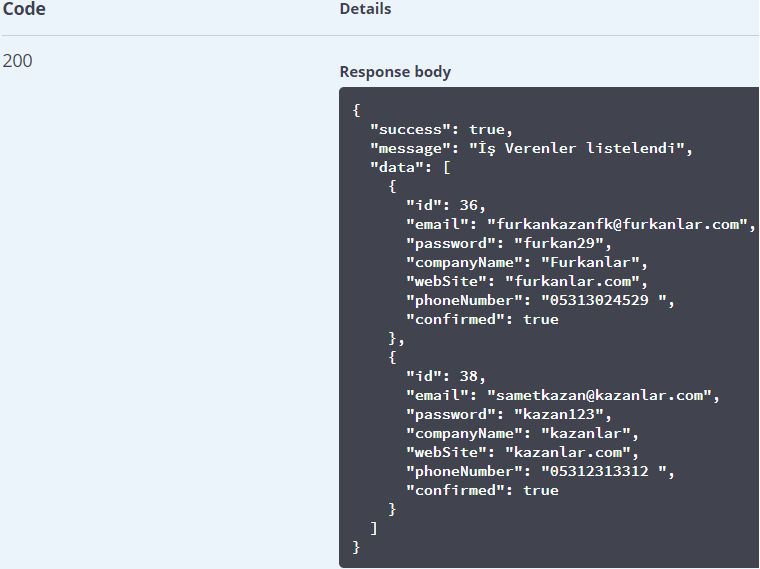 Code Details
200
Response body
{
"success": true,
"message": "İş Verenler listelendi",
"data": [
{
"id": 36,
"email": "furkankazanfk@furkanlar.com",
"password": "furkan29",
"companyName": "Furkanlar",
"webSite": "furkanlar.com",
"phoneNumber": "05313024529 ",
"confirmed": true
},
{
"id": 38,
"email": "sametkazan@kazanlar.com",
"password": "kazan123",
"companyName": "kazanlar",
"webSite": "kazanlar.com",
"phoneNumber": "05312313312 ",
"confirmed": true
}
]
}